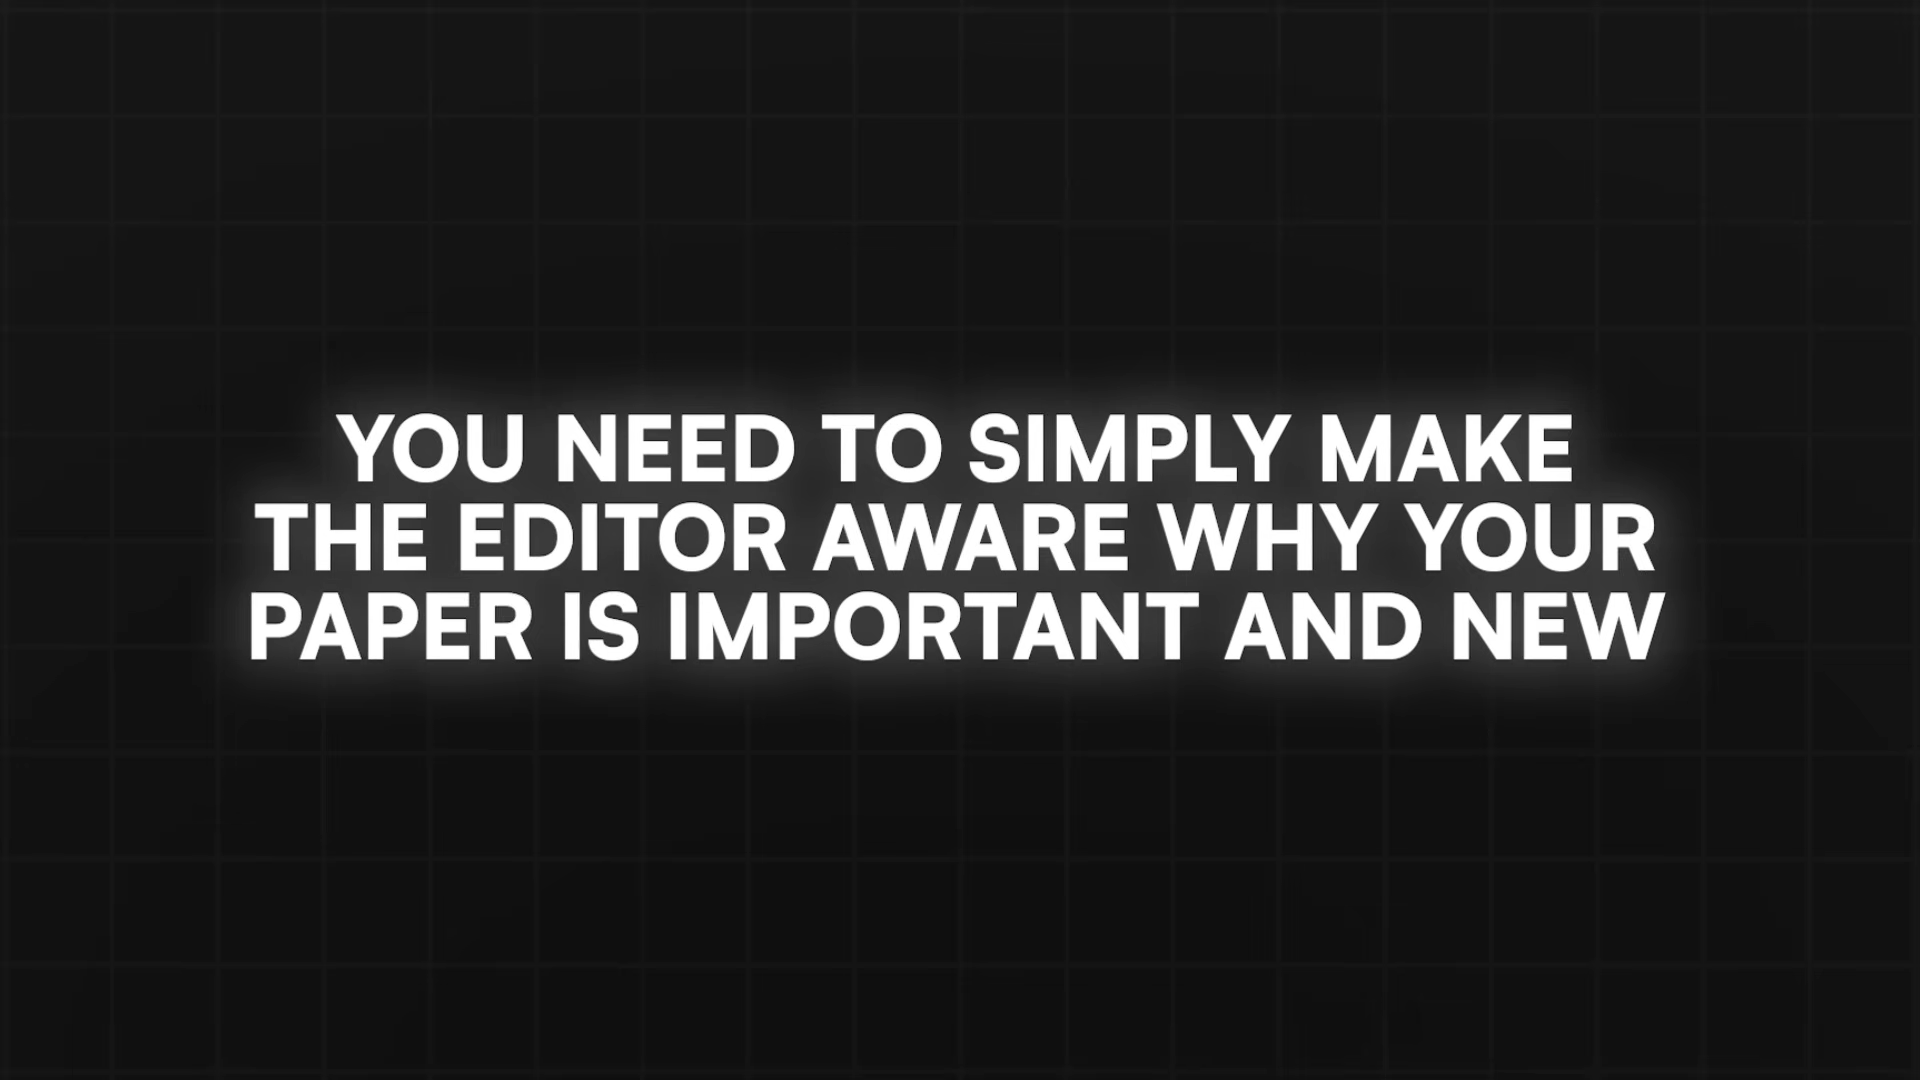 YOU NEED TO SIMPLY MAKE
THE EDITOR AWARE WHY YOUR
PAPER IS IMPORTANT AND NEW